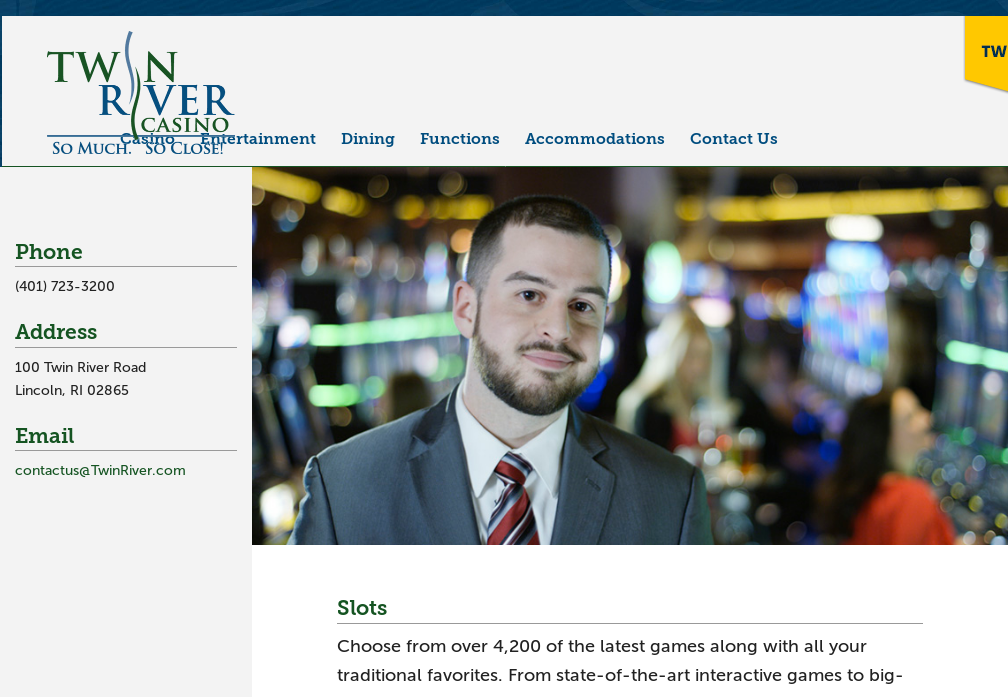 TWIN
RIVER
CASINO
SO MUCH. SO CLOSE!
TW
Casino Entertainment Dining Functions Accommodations Contact Us
Phone
(401) 723-3200
Address
100 Twin River Road
Lincoln, RI 02865
Email
contactus@TwinRiver.com
Slots
Choose from over 4,200 of the latest games along with all your
traditional favorites. From state-of-the-art interactive games to big-